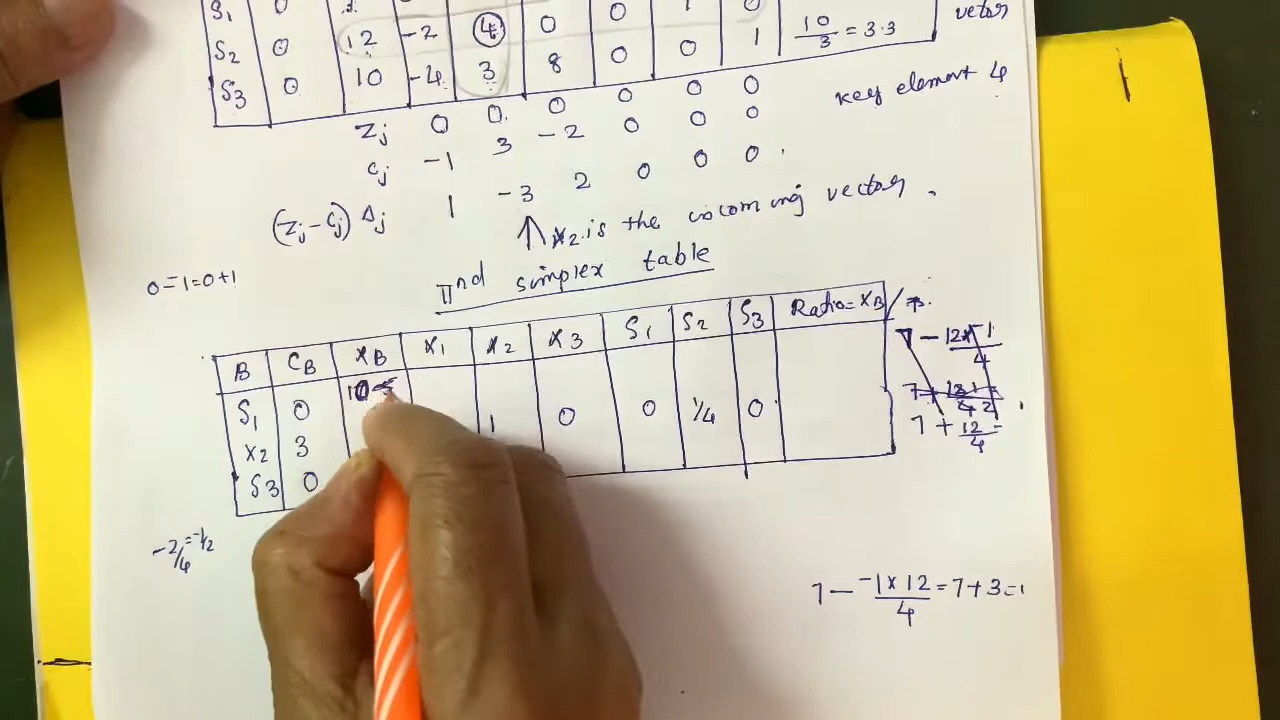 S1 0 1 0
S2 0 12 -2 4 0 0 1 0 vetor
S3 0 10 -4 3 8 0 0 1 10/3 = 3.3
key element 4
Zj 0 0. 0 0 0 0
cj -1 3 -2 0 0 0
(Zj-Cj) Δj 1 -3 2 0 0 0 .
↑ x2 is the incoming vector .
0-1=0+1
IInd simplex table
B CB XB X1 X2 X3 S1 S2 S3 Ratio = XB/
S1 0 10
X2 3 1 0 0 1/4 0
S3 0
7 + 12/4
-2/4 = -1/2
7 - -1 x 12/4 = 7+3=1